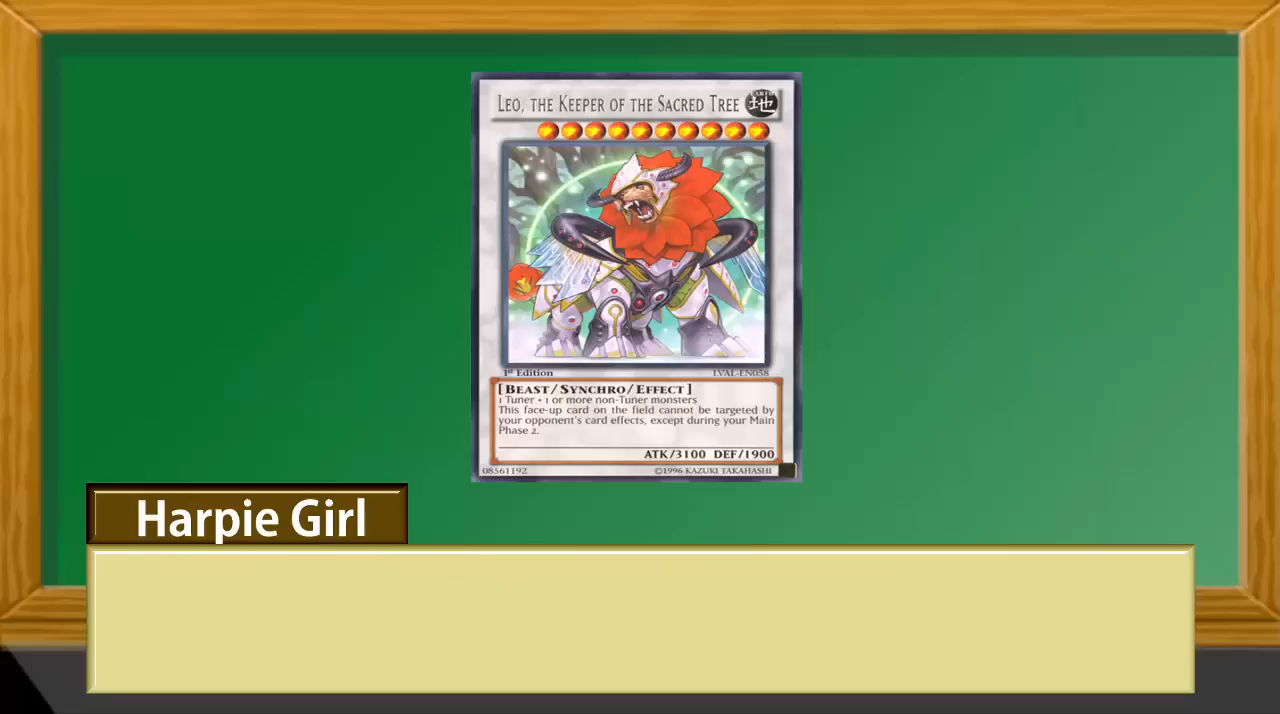 LEO, THE KEEPER OF THE SACRED TREE
EARTH
地
1st Edition
LVAL-EN058
[BEAST/SYNCHRO/EFFECT]
1 Tuner + 1 or more non-Tuner monsters
This face-up card on the field cannot be targeted by
your opponent's card effects, except during your Main
Phase 2.
ATK/3100 DEF/1900
08561192
©1996 KAZUKI TAKAHASHI
Harpie Girl